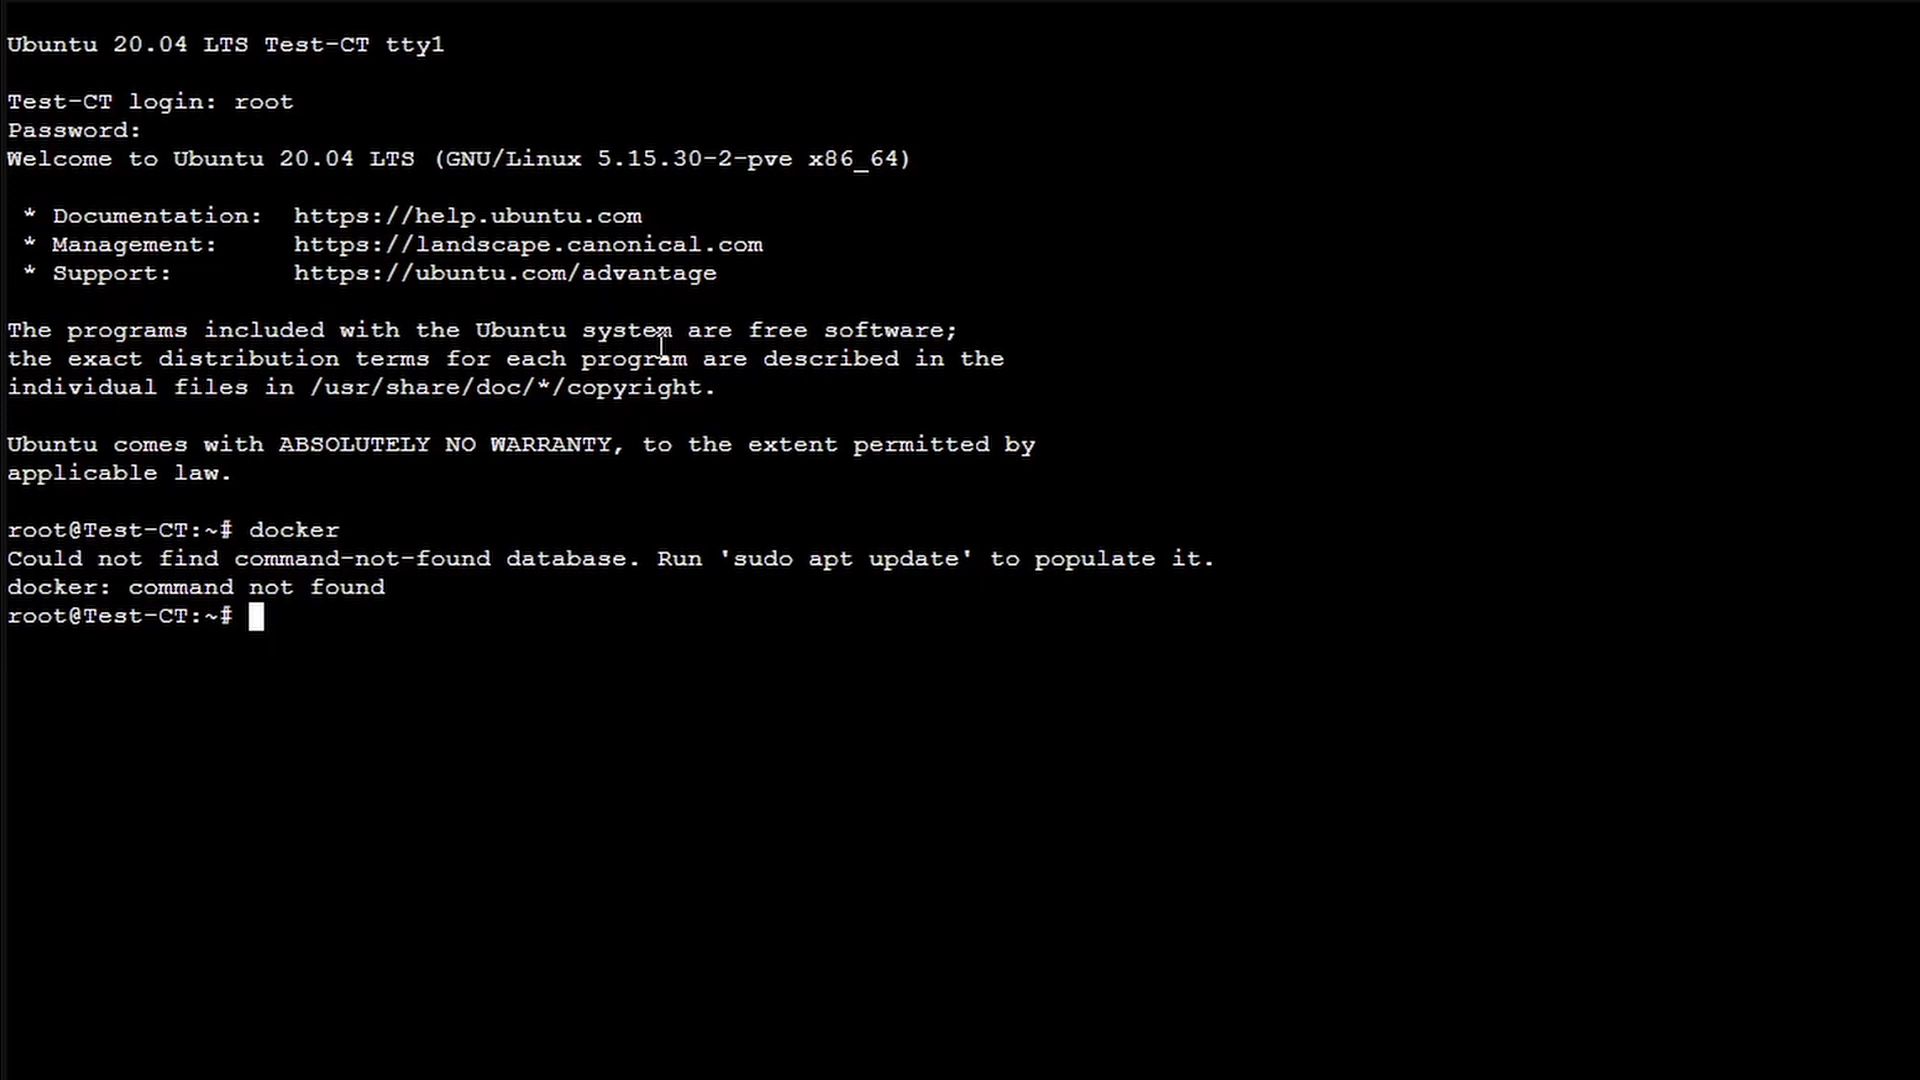 Ubuntu 20.04 LTS Test-CT tty1
Test-CT login: root
Password:
Welcome to Ubuntu 20.04 LTS (GNU/Linux 5.15.30-2-pve x86_64)
* Documentation:  https://help.ubuntu.com
* Management:     https://landscape.canonical.com
* Support:        https://ubuntu.com/advantage
The programs included with the Ubuntu system are free software;
the exact distribution terms for each program are described in the
individual files in /usr/share/doc/*/copyright.
Ubuntu comes with ABSOLUTELY NO WARRANTY, to the extent permitted by
applicable law.
root@Test-CT:~# docker
Could not find command-not-found database. Run 'sudo apt update' to populate it.
docker: command not found
root@Test-CT:~#